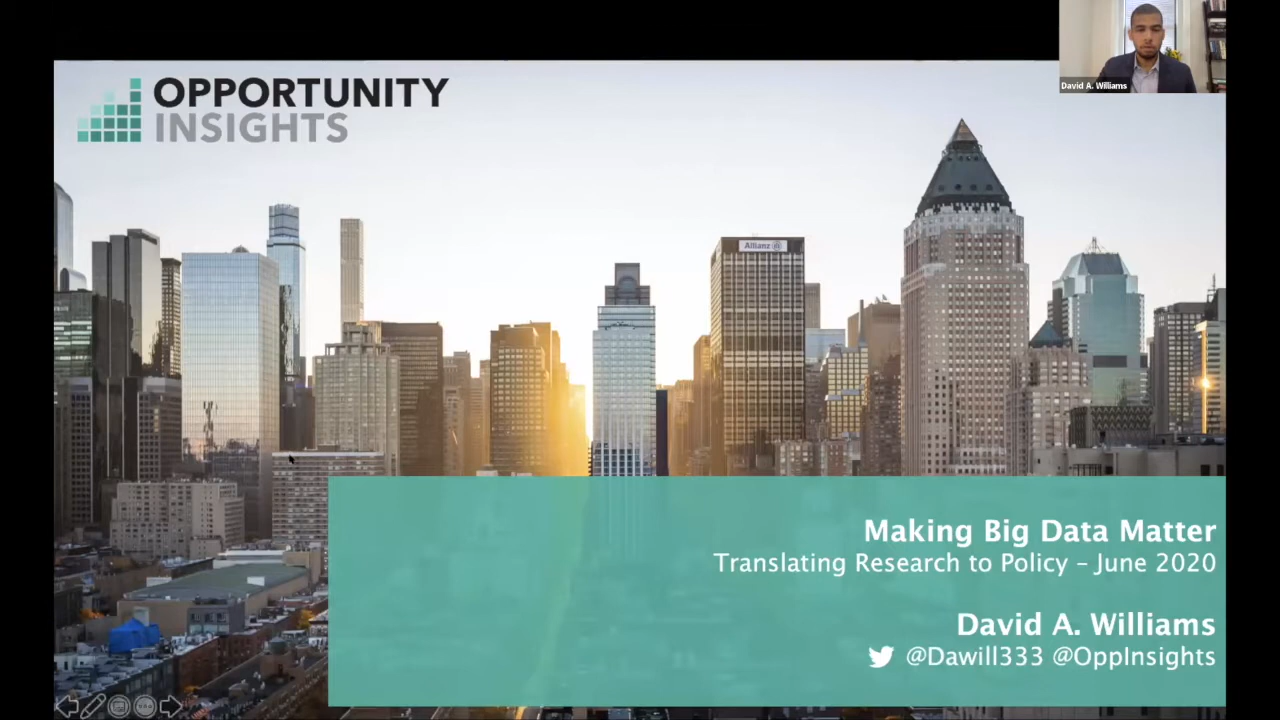 David A. Williams
OPPORTUNITY
INSIGHTS
Allianz
Making Big Data Matter
Translating Research to Policy – June 2020
David A. Williams
@Dawill333 @OppInsights